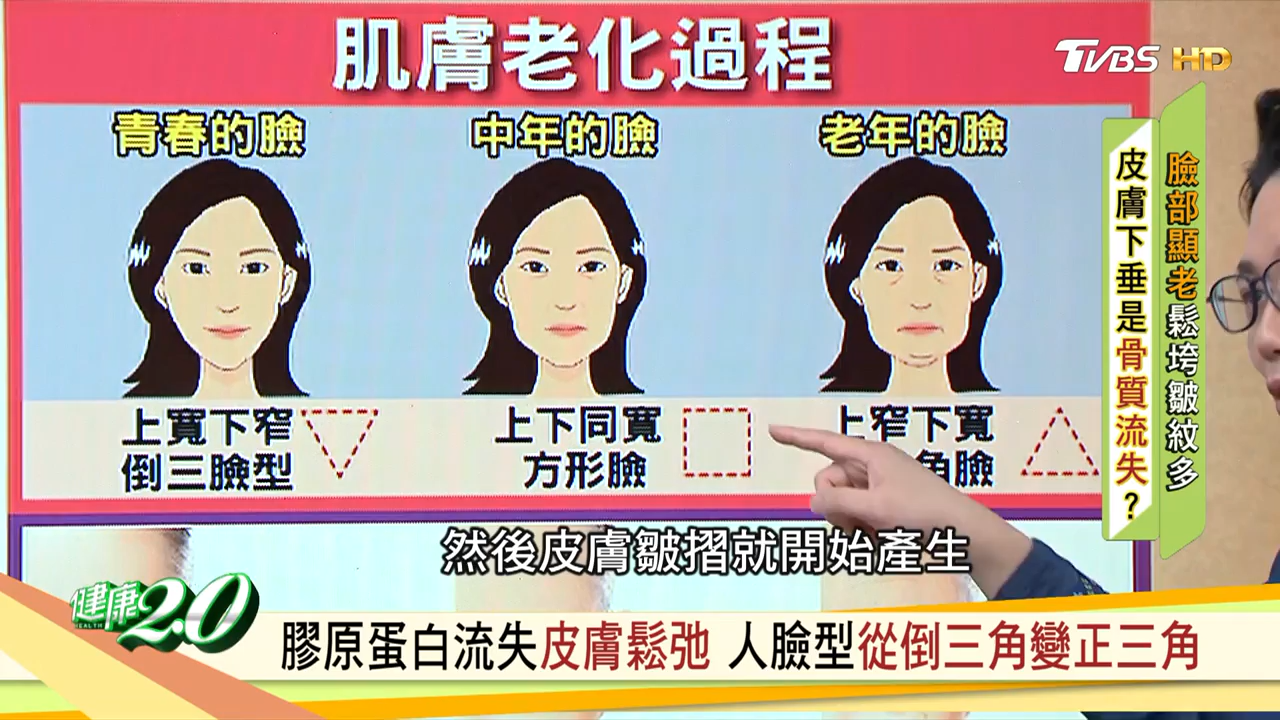 肌膚老化過程
TVBS HD
青春的臉
中年的臉
老年的臉
上寬下窄
倒三臉型
上下同寬
方形臉
上窄下寬
角臉
臉部顯老鬆垮皺紋多
皮膚下垂是骨質流失?
然後皮膚皺摺就開始產生
健康2.0
HEALTH
膠原蛋白流失皮膚鬆弛 人臉型從倒三角變正三角